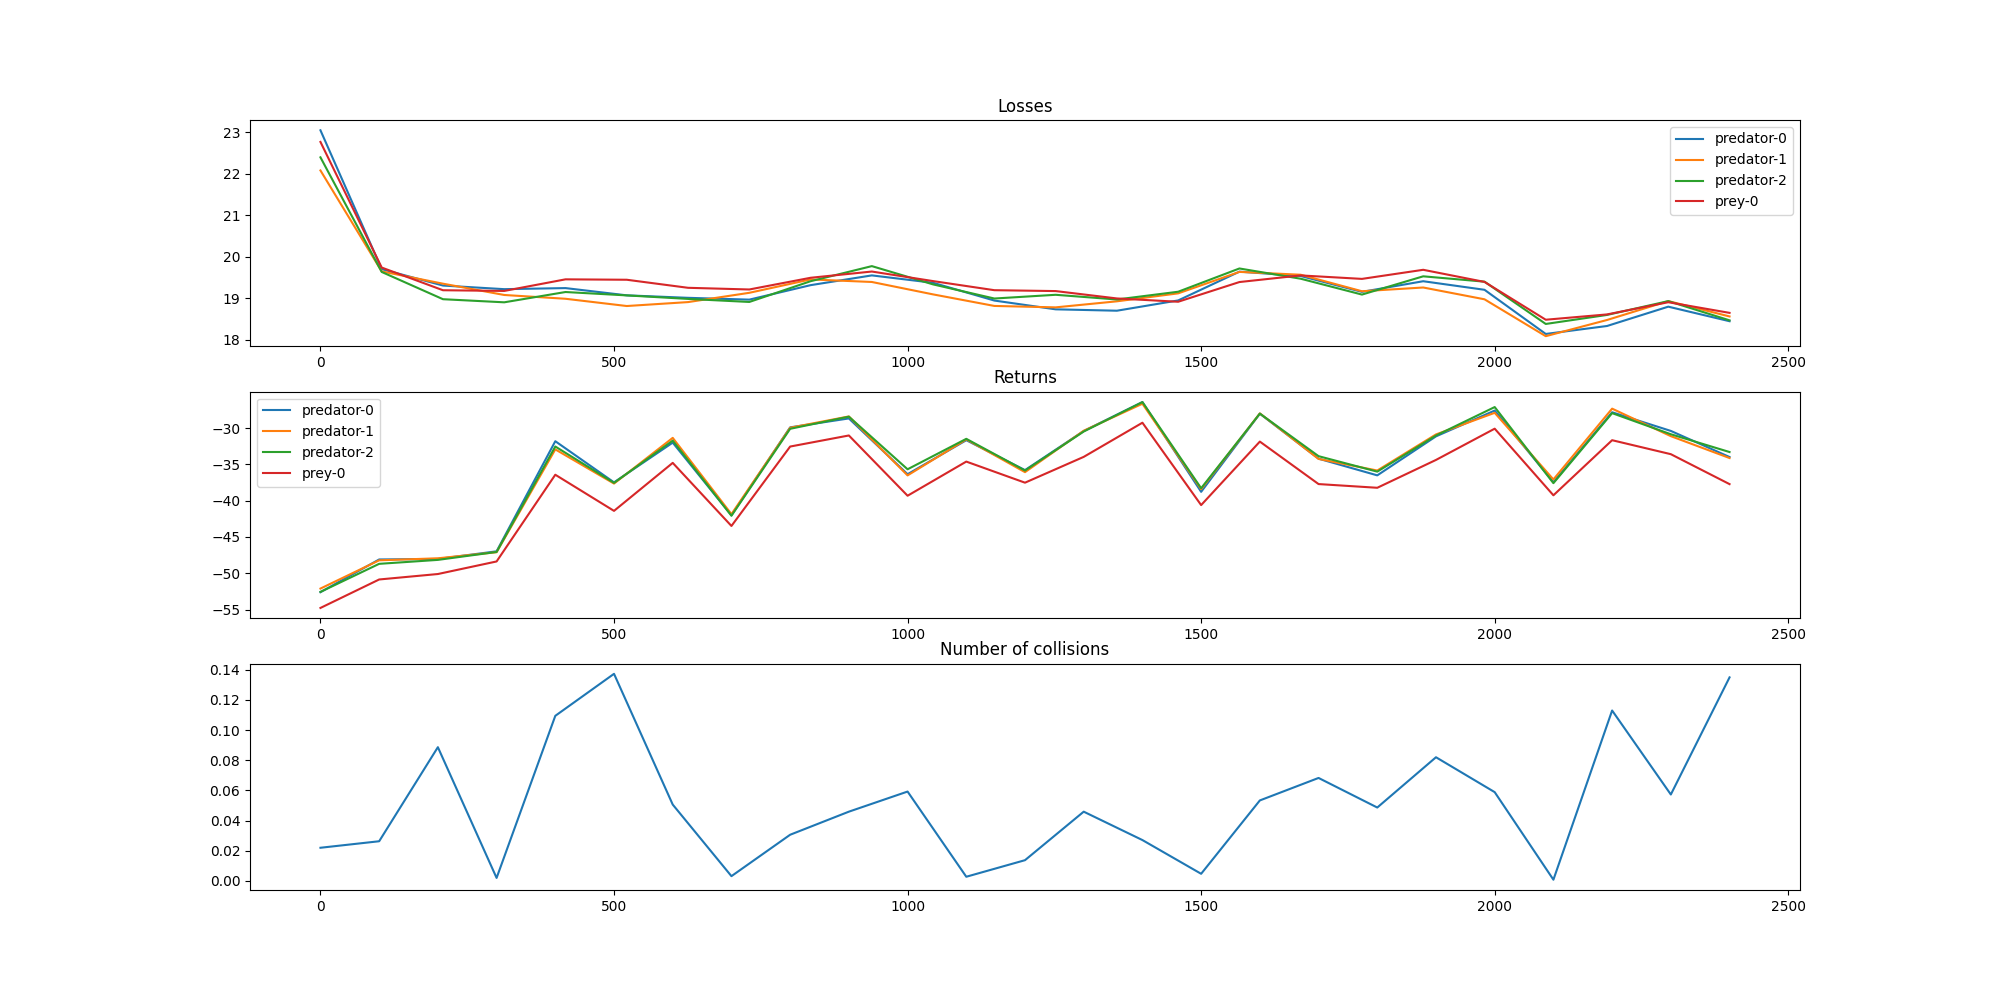 Losses
23
22
21
20
19
18
predator-0
predator-1
predator-2
prey-0
0 500 1000 1500 2000 2500
Returns
−30
−35
−40
−45
−50
−55
predator-0
predator-1
predator-2
prey-0
0 500 1000 1500 2000 2500
Number of collisions
0.14
0.12
0.10
0.08
0.06
0.04
0.02
0.00
0 500 1000 1500 2000 2500